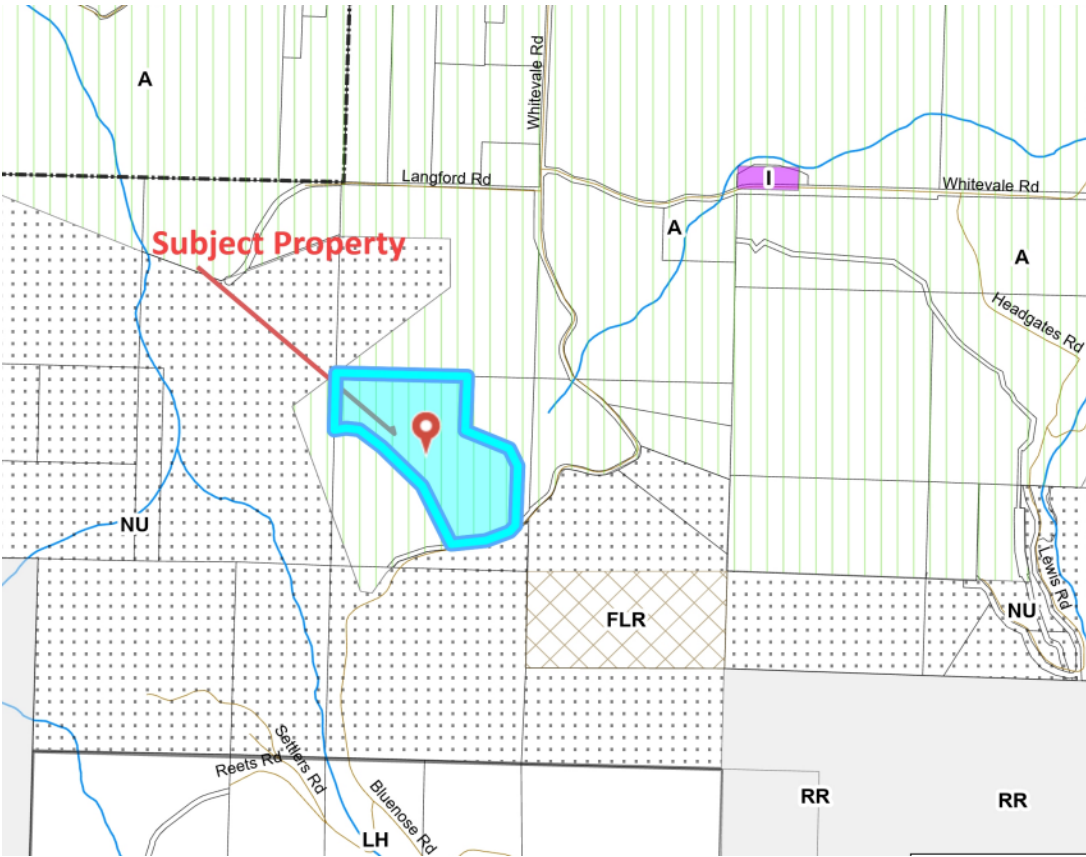 A
Whitevale Rd
Langford Rd
I
Whitevale Rd
Subject Property
A
A
Headgates Rd
NU
Lewis Rd
FLR
NU
Settlers Rd
Reets Rd
Bluenose Rd
RR
RR
LH